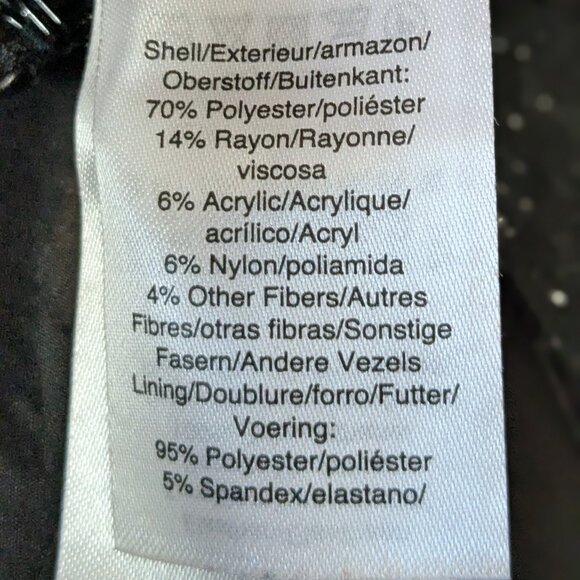 Shell/Exterieur/armazon/
Oberstoff/Buitenkant:
70% Polyester/poliéster
14% Rayon/Rayonne/
viscosa
6% Acrylic/Acrylique/
acrílico/Acryl
6% Nylon/poliamida
4% Other Fibers/Autres
Fibres/otras fibras/Sonstige
Fasern/Andere Vezels
Lining/Doublure/forro/Futter/
Voering:
95% Polyester/poliéster
5% Spandex/elastano/